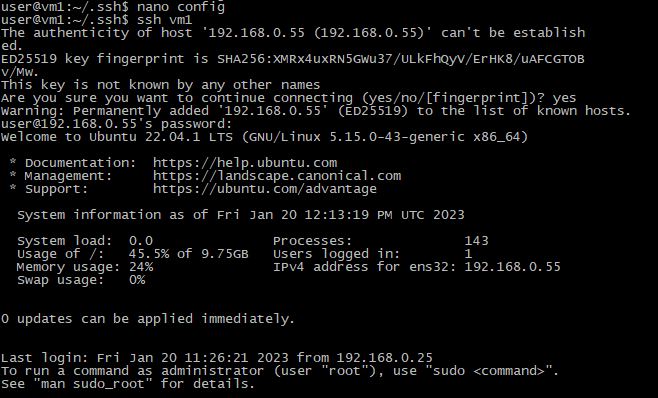 user@vm1:~/.ssh$ nano config
user@vm1:~/.ssh$ ssh vm1
The authenticity of host '192.168.0.55 (192.168.0.55)' can't be establish
ed.
ED25519 key fingerprint is SHA256:XMRx4uxRN5GWu37/ULkFhQyV/ErHK8/uAFCGTOB
v/Mw.
This key is not known by any other names
Are you sure you want to continue connecting (yes/no/[fingerprint])? yes
Warning: Permanently added '192.168.0.55' (ED25519) to the list of known hosts.
user@192.168.0.55's password:
Welcome to Ubuntu 22.04.1 LTS (GNU/Linux 5.15.0-43-generic x86_64)
* Documentation:  https://help.ubuntu.com
* Management:     https://landscape.canonical.com
* Support:        https://ubuntu.com/advantage
System information as of Fri Jan 20 12:13:19 PM UTC 2023
System load:  0.0                Processes:              143
Usage of /:   45.5% of 9.75GB   Users logged in:        1
Memory usage: 24%                IPv4 address for ens32: 192.168.0.55
Swap usage:   0%
0 updates can be applied immediately.
Last login: Fri Jan 20 11:26:21 2023 from 192.168.0.25
To run a command as administrator (user "root"), use "sudo <command>".
See "man sudo_root" for details.